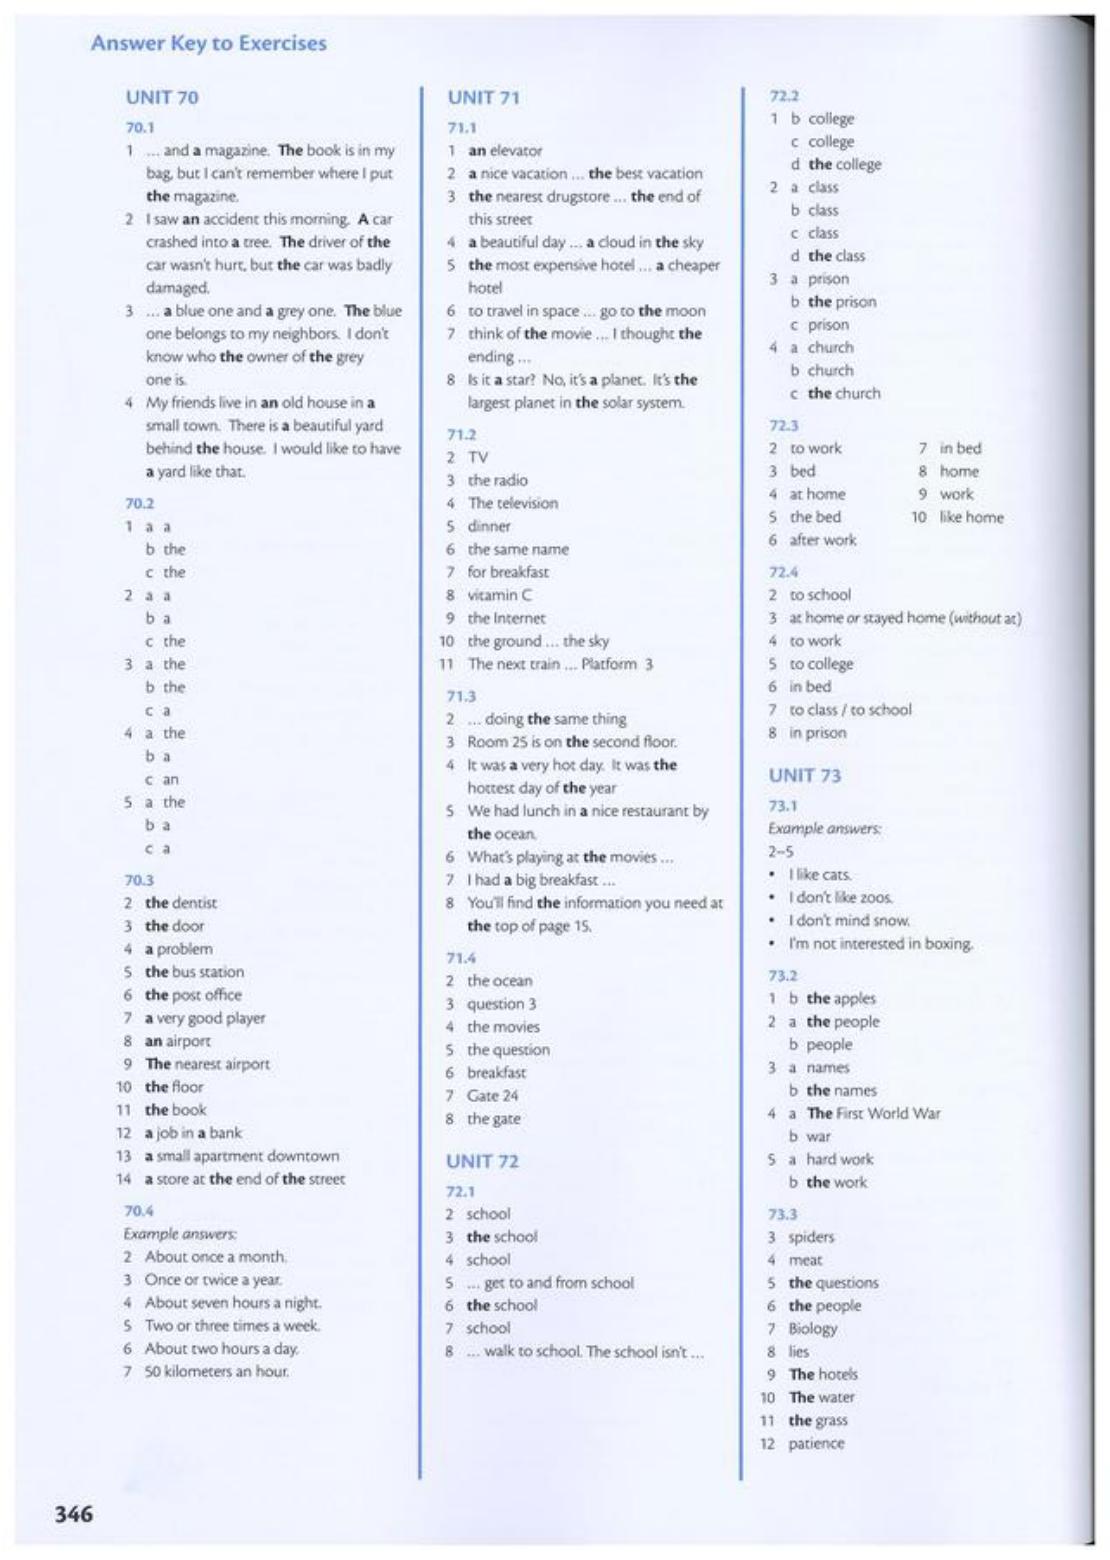 Answer Key to Exercises
UNIT 70
70.1
1 ... and a magazine. The book is in my
bag, but I can't remember where I put
the magazine.
2 I saw an accident this morning. A car
crashed into a tree. The driver of the
car wasn't hurt, but the car was badly
damaged.
3 ... a blue one and a grey one. The blue
one belongs to my neighbors. I don't
know who the owner of the grey
one is.
4 My friends live in an old house in a
small town. There is a beautiful yard
behind the house. I would like to have
a yard like that.
70.2
1 a a
b the
c the
2 a a
b a
c the
3 a the
b the
c a
4 a the
b a
c an
5 a the
b a
c a
70.3
2 the dentist
3 the door
4 a problem
5 the bus station
6 the post office
7 a very good player
8 an airport
9 The nearest airport
10 the floor
11 the book
12 a job in a bank
13 a small apartment downtown
14 a store at the end of the street
70.4
Example answers:
2 About once a month.
3 Once or twice a year.
4 About seven hours a night.
5 Two or three times a week.
6 About two hours a day.
7 50 kilometers an hour.
UNIT 71
71.1
1 an elevator
2 a nice vacation ... the best vacation
3 the nearest drugstore ... the end of
this street
4 a beautiful day ... a cloud in the sky
5 the most expensive hotel ... a cheaper
hotel
6 to travel in space ... go to the moon
7 think of the movie ... I thought the
ending ...
8 Is it a star? No, it's a planet. It's the
largest planet in the solar system.
71.2
2 TV
3 the radio
4 The television
5 dinner
6 the same name
7 for breakfast
8 vitamin C
9 the Internet
10 the ground ... the sky
11 The next train ... Platform 3
71.3
2 ... doing the same thing
3 Room 25 is on the second floor.
4 It was a very hot day. It was the
hottest day of the year
5 We had lunch in a nice restaurant by
the ocean.
6 What's playing at the movies ...
7 I had a big breakfast ...
8 You'll find the information you need at
the top of page 15.
71.4
2 the ocean
3 question 3
4 the movies
5 the question
6 breakfast
7 Gate 24
8 the gate
UNIT 72
72.1
2 school
3 the school
4 school
5 ... get to and from school
6 the school
7 school
8 ... walk to school. The school isn't ...
72.2
1 b college
c college
d the college
2 a class
b class
c class
d the class
3 a prison
b the prison
c prison
4 a church
b church
c the church
72.3
2 to work
3 bed
4 at home
5 the bed
6 after work
7 in bed
8 home
9 work
10 like home
72.4
2 to school
3 at home or stayed home (without at)
4 to work
5 to college
6 in bed
7 to class / to school
8 in prison
UNIT 73
73.1
Example answers:
2–5
• I like cats.
• I don't like zoos.
• I don't mind snow.
• I'm not interested in boxing.
73.2
1 b the apples
2 a the people
b people
3 a names
b the names
4 a The First World War
b war
5 a hard work
b the work
73.3
3 spiders
4 meat
5 the questions
6 the people
7 Biology
8 lies
9 The hotels
10 The water
11 the grass
12 patience
346